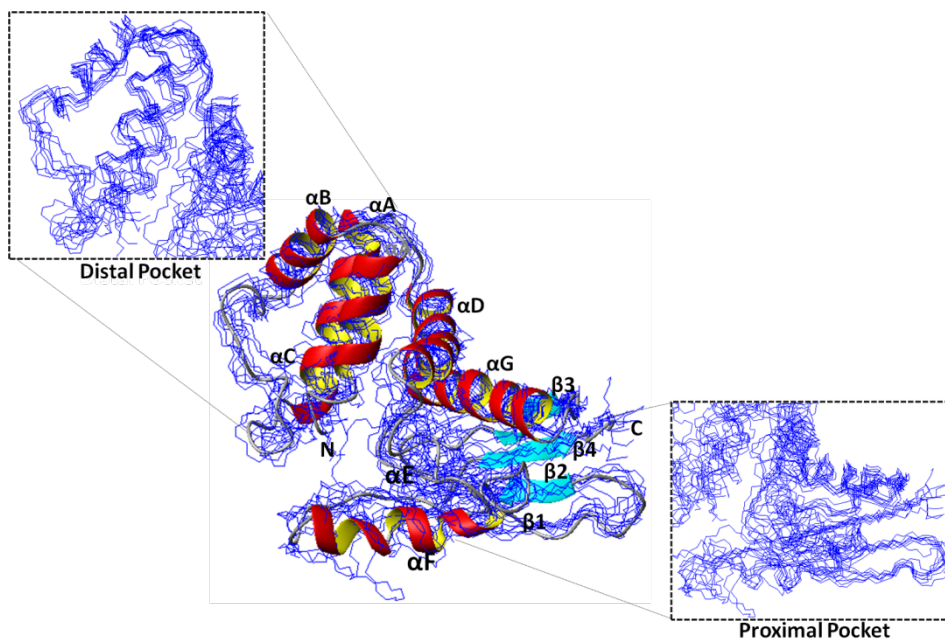 Distal Pocket
αB
αA
αD
αC
αG
β3
C
N
β4
αE
β2
β1
αF
Proximal Pocket